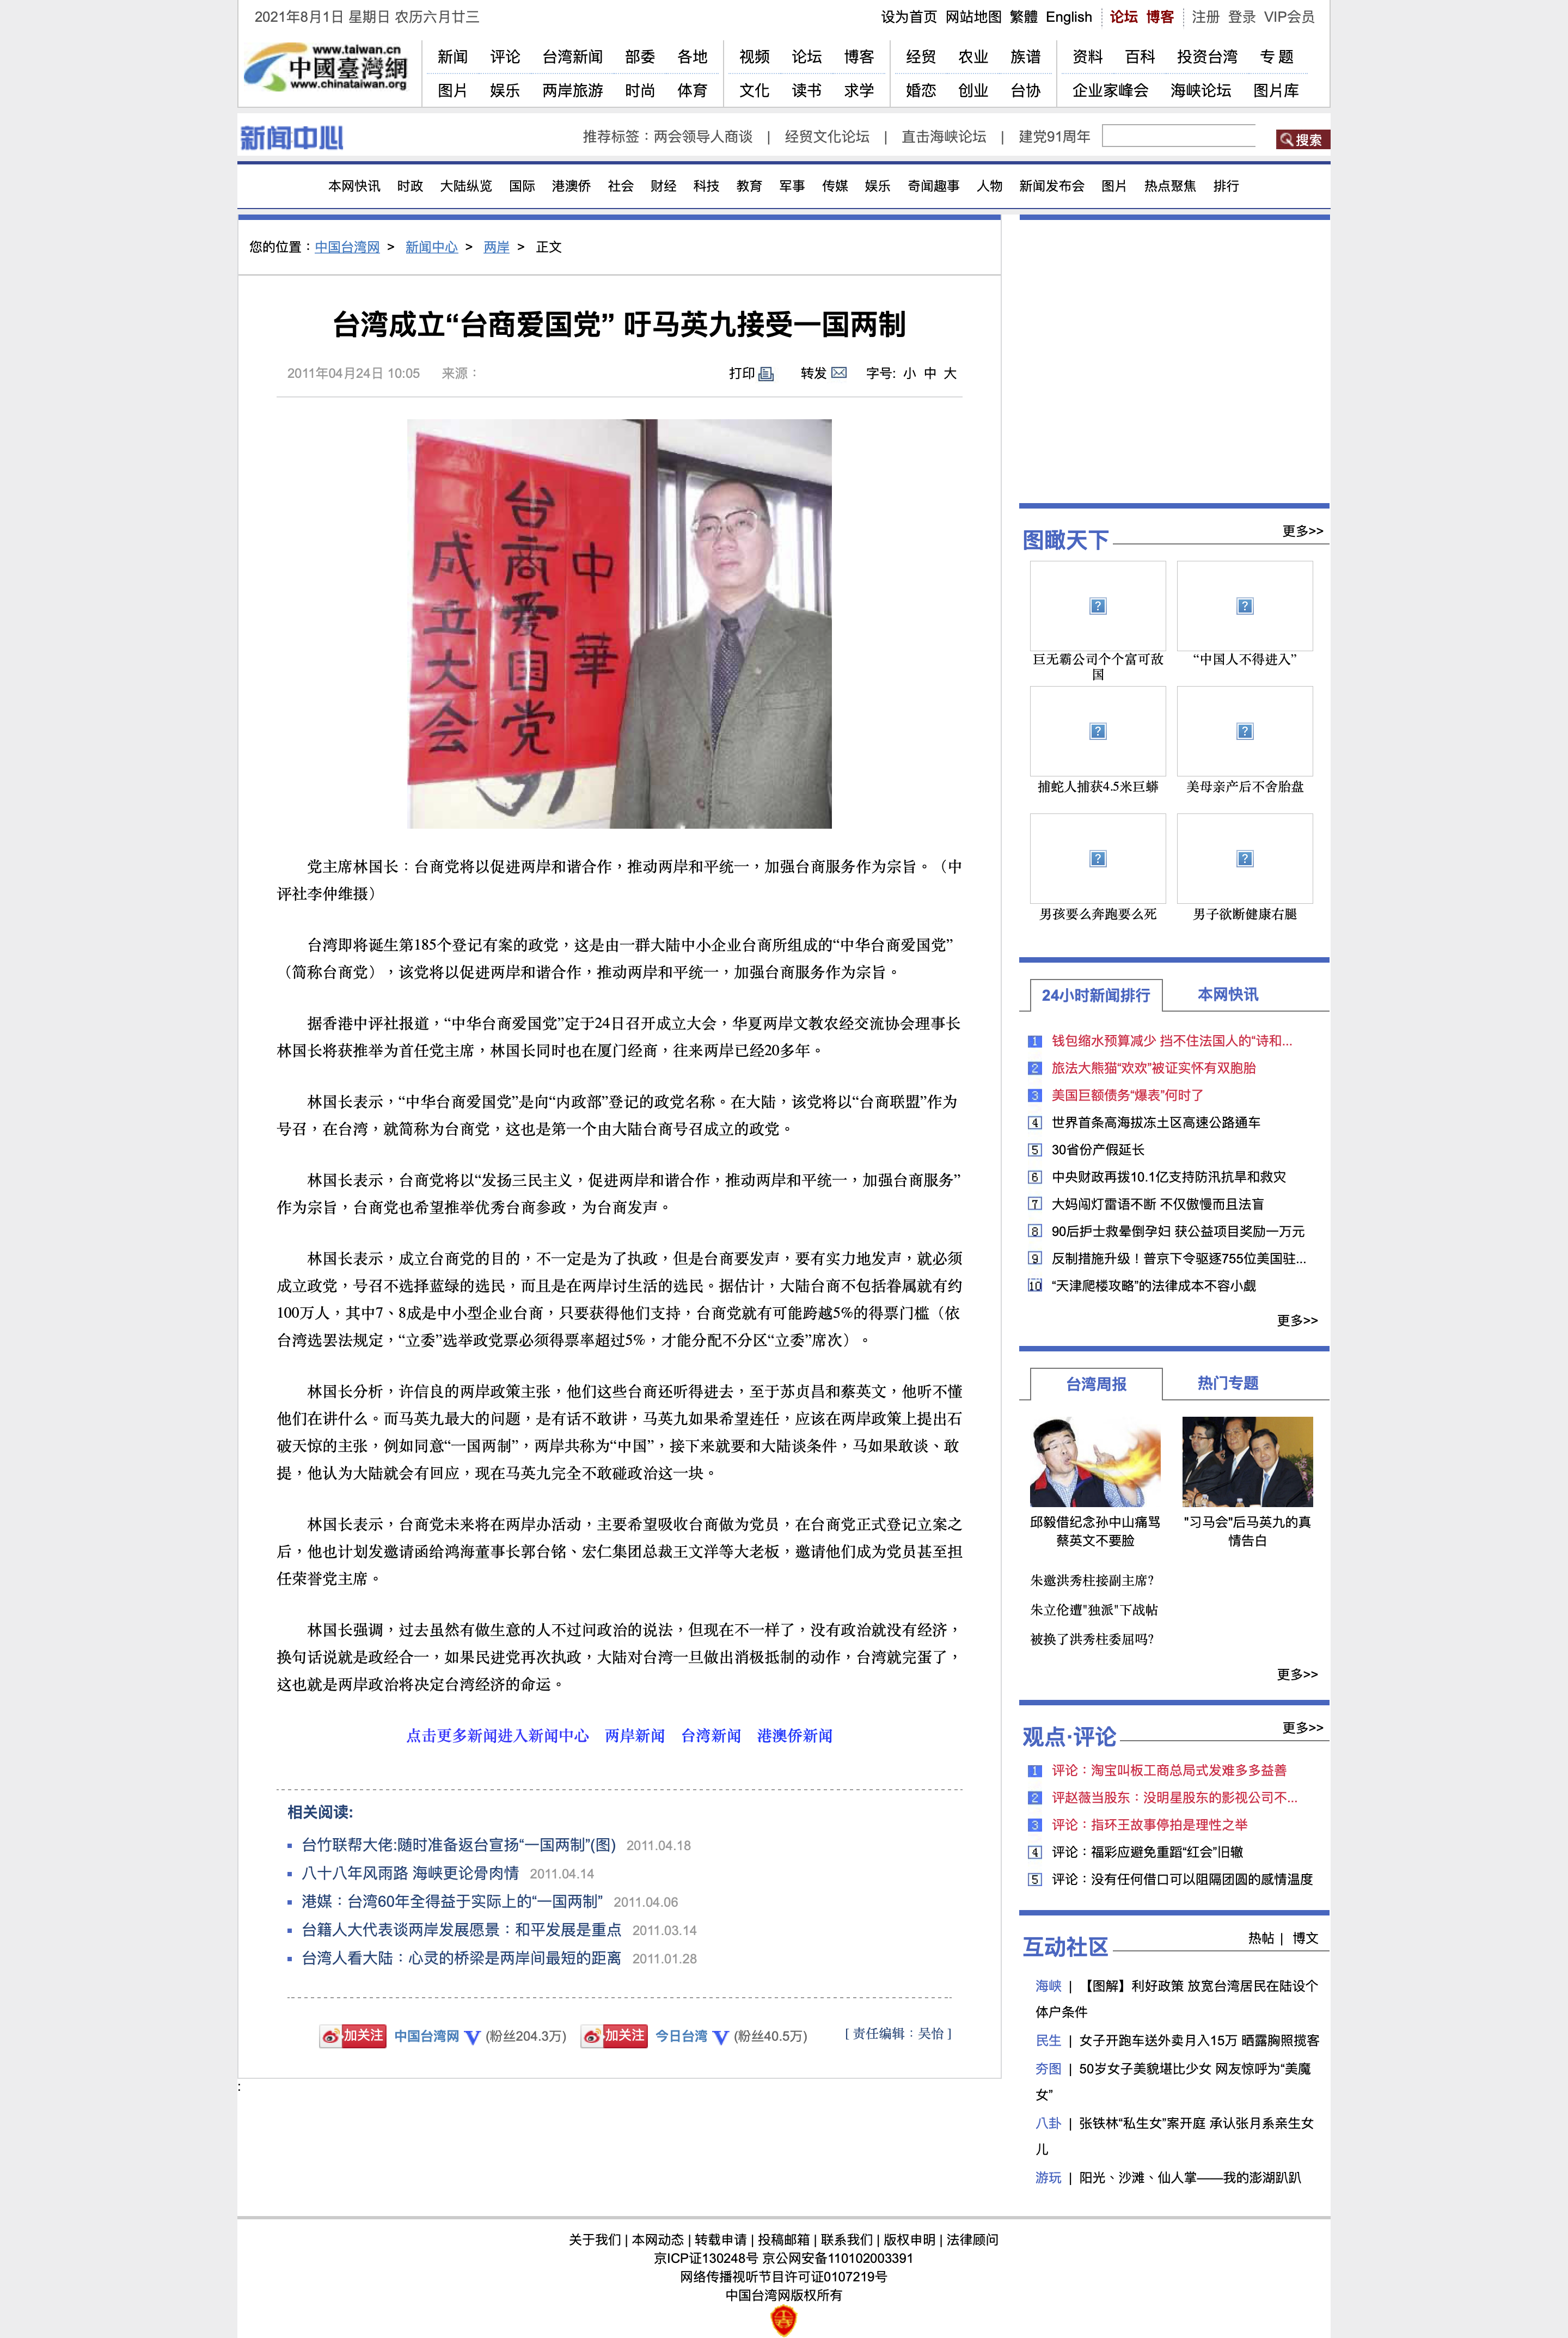 2021年8月1日 星期日 农历六月廿三
设为首页 网站地图 繁體 English 论坛 博客 注册 登录 VIP会员
www.taiwan.cn
中國臺灣網
www.chinataiwan.org
新闻 评论 台湾新闻 部委 各地 视频 论坛 博客 经贸 农业 族谱 资料 百科 投资台湾 专 题
图片 娱乐 两岸旅游 时尚 体育 文化 读书 求学 婚恋 创业 台协 企业家峰会 海峡论坛 图片库
新闻中心
推荐标签：两会领导人商谈 | 经贸文化论坛 | 直击海峡论坛 | 建党91周年
搜索
本网快讯 时政 大陆纵览 国际 港澳侨 社会 财经 科技 教育 军事 传媒 娱乐 奇闻趣事 人物 新闻发布会 图片 热点聚焦 排行
您的位置：中国台湾网 > 新闻中心 > 两岸 > 正文
台湾成立“台商爱国党” 吁马英九接受一国两制
2011年04月24日 10:05 来源：
打印 转发 字号: 小 中 大
中華
台商爱国党
成立大会
党主席林国长：台商党将以促进两岸和谐合作，推动两岸和平统一，加强台商服务作为宗旨。（中
评社李仲维摄）
台湾即将诞生第185个登记有案的政党，这是由一群大陆中小企业台商所组成的“中华台商爱国党”
（简称台商党），该党将以促进两岸和谐合作，推动两岸和平统一，加强台商服务作为宗旨。
据香港中评社报道，“中华台商爱国党”定于24日召开成立大会，华夏两岸文教农经交流协会理事长
林国长将获推举为首任党主席，林国长同时也在厦门经商，往来两岸已经20多年。
林国长表示，“中华台商爱国党”是向“内政部”登记的政党名称。在大陆，该党将以“台商联盟”作为
号召，在台湾，就简称为台商党，这也是第一个由大陆台商号召成立的政党。
林国长表示，台商党将以“发扬三民主义，促进两岸和谐合作，推动两岸和平统一，加强台商服务”
作为宗旨，台商党也希望推举优秀台商参政，为台商发声。
林国长表示，成立台商党的目的，不一定是为了执政，但是台商要发声，要有实力地发声，就必须
成立政党，号召不选择蓝绿的选民，而且是在两岸讨生活的选民。据估计，大陆台商不包括眷属就有约
100万人，其中7、8成是中小型企业台商，只要获得他们支持，台商党就有可能跨越5%的得票门槛（依
台湾选罢法规定，“立委”选举政党票必须得票率超过5%，才能分配不分区“立委”席次）。
林国长分析，许信良的两岸政策主张，他们这些台商还听得进去，至于苏贞昌和蔡英文，他听不懂
他们在讲什么。而马英九最大的问题，是有话不敢讲，马英九如果希望连任，应该在两岸政策上提出石
破天惊的主张，例如同意“一国两制”，两岸共称为“中国”，接下来就要和大陆谈条件，马如果敢谈、敢
提，他认为大陆就会有回应，现在马英九完全不敢碰政治这一块。
林国长表示，台商党未来将在两岸办活动，主要希望吸收台商做为党员，在台商党正式登记立案之
后，他也计划发邀请函给鸿海董事长郭台铭、宏仁集团总裁王文洋等大老板，邀请他们成为党员甚至担
任荣誉党主席。
林国长强调，过去虽然有做生意的人不过问政治的说法，但现在不一样了，没有政治就没有经济，
换句话说就是政经合一，如果民进党再次执政，大陆对台湾一旦做出消极抵制的动作，台湾就完蛋了，
这也就是两岸政治将决定台湾经济的命运。
点击更多新闻进入新闻中心 两岸新闻 台湾新闻 港澳侨新闻
相关阅读:
台竹联帮大佬:随时准备返台宣扬“一国两制”(图) 2011.04.18
八十八年风雨路 海峡更论骨肉情 2011.04.14
港媒：台湾60年全得益于实际上的“一国两制” 2011.04.06
台籍人大代表谈两岸发展愿景：和平发展是重点 2011.03.14
台湾人看大陆：心灵的桥梁是两岸间最短的距离 2011.01.28
加关注 中国台湾网 (粉丝204.3万) 加关注 今日台湾 (粉丝40.5万) [ 责任编辑：吴怡 ]
:
图瞰天下 更多>>
巨无霸公司个个富可敌
国
“中国人不得进入”
捕蛇人捕获4.5米巨蟒 美母亲产后不舍胎盘
男孩要么奔跑要么死 男子欲断健康右腿
24小时新闻排行 本网快讯
1 钱包缩水预算减少 挡不住法国人的“诗和...
2 旅法大熊猫“欢欢”被证实怀有双胞胎
3 美国巨额债务“爆表”何时了
4 世界首条高海拔冻土区高速公路通车
5 30省份产假延长
6 中央财政再拨10.1亿支持防汛抗旱和救灾
7 大妈闯灯雷语不断 不仅傲慢而且法盲
8 90后护士救晕倒孕妇 获公益项目奖励一万元
9 反制措施升级！普京下令驱逐755位美国驻...
10 “天津爬楼攻略”的法律成本不容小觑
更多>>
台湾周报 热门专题
邱毅借纪念孙中山痛骂
蔡英文不要脸
"习马会"后马英九的真
情告白
朱邀洪秀柱接副主席?
朱立伦遭"独派"下战帖
被换了洪秀柱委屈吗?
更多>>
观点·评论 更多>>
1 评论：淘宝叫板工商总局式发难多多益善
2 评赵薇当股东：没明星股东的影视公司不...
3 评论：指环王故事停拍是理性之举
4 评论：福彩应避免重蹈“红会”旧辙
5 评论：没有任何借口可以阻隔团圆的感情温度
互动社区 热帖 | 博文
海峡 | 【图解】利好政策 放宽台湾居民在陆设个
体户条件
民生 | 女子开跑车送外卖月入15万 晒露胸照揽客
夯图 | 50岁女子美貌堪比少女 网友惊呼为“美魔
女”
八卦 | 张铁林“私生女”案开庭 承认张月系亲生女
儿
游玩 | 阳光、沙滩、仙人掌——我的澎湖趴趴
关于我们 | 本网动态 | 转载申请 | 投稿邮箱 | 联系我们 | 版权申明 | 法律顾问
京ICP证130248号 京公网安备110102003391
网络传播视听节目许可证0107219号
中国台湾网版权所有